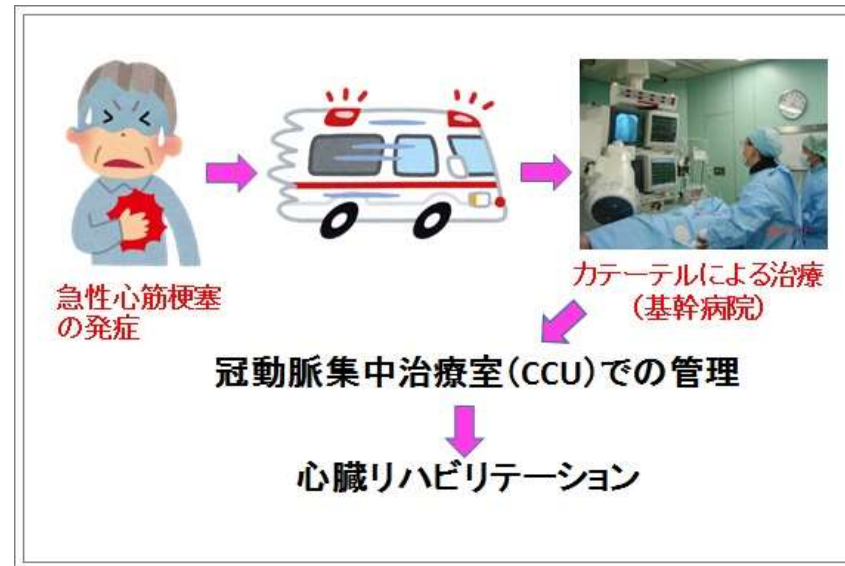 急性心筋梗塞
の発症
カテーテルによる治療
（基幹病院）
冠動脈集中治療室（CCU）での管理
心臓リハビリテーション